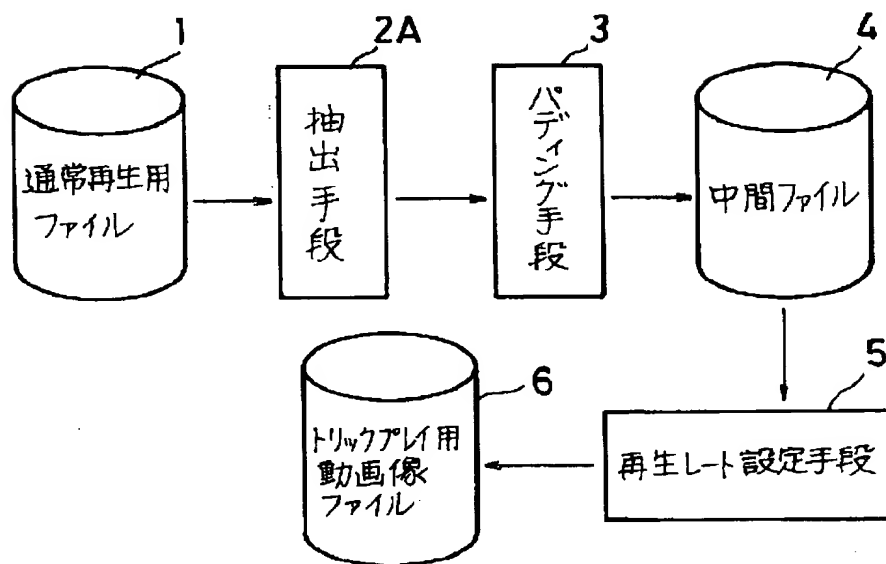 1
通常再生用
ファイル
2A
抽出手段
3
パディング手段
4
中間ファイル
5
再生レート設定手段
6
トリックプレイ用
動画像
ファイル